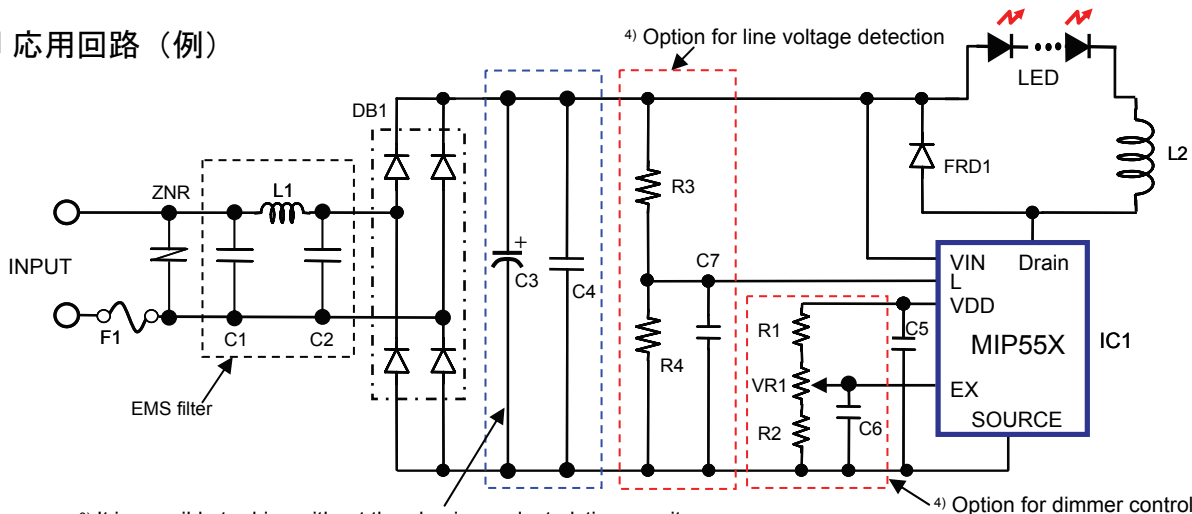 応用回路（例）
4) Option for line voltage detection
LED
DB1
FRD1
L2
ZNR
L1
R3
INPUT
C3
+
C4
C7
VIN
Drain
L
VDD
C5
MIP55X
IC1
F1
C1
C2
R4
R1
VR1
EX
C6
R2
SOURCE
EMS filter
4) Option for dimmer control